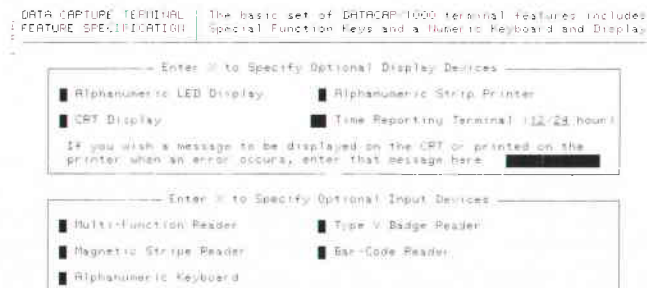 DATA CAPTURE TERMINAL The basic set of DATACAP/1000 terminal features includes
FEATURE SPECIFICATION Special Function Keys and a Numeric Keyboard and Display
Enter X to Specify Optional Display Devices
Alphanumeric LED Display Alphanumeric Strip Printer
CRT Display Time Reporting Terminal (12/24 hour)
If you wish a message to be displayed on the CRT or printed on the
printer when an error occurs, enter that message here
Enter X to Specify Optional Input Devices
Multi-Function Reader Type V Badge Reader
Magnetic Stripe Reader Bar-Code Reader
Alphanumeric Keyboard